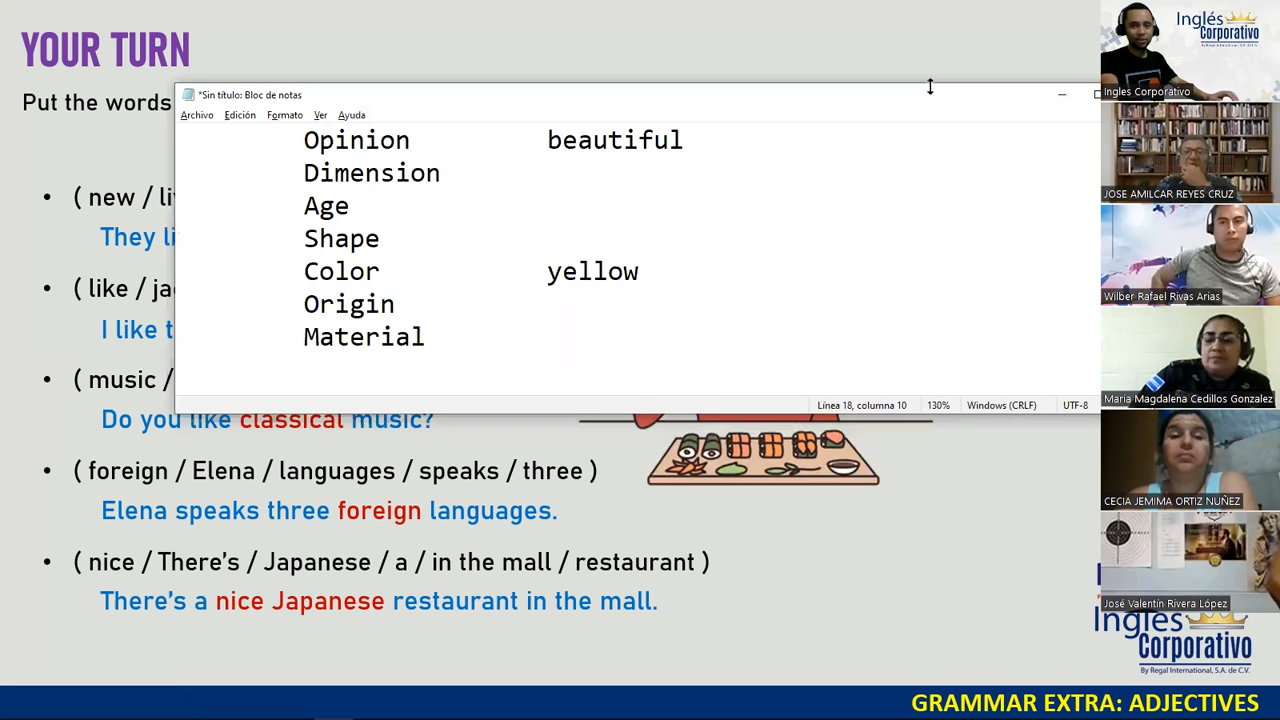 YOUR TURN
Put the words
*Sin título: Bloc de notas
Archivo Edición Formato Ver Ayuda
Opinion beautiful
Dimension
Age
Shape
Color yellow
Origin
Material
Línea 18, columna 10 130% Windows (CRLF) UTF-8
• ( new /
They
• ( like /
I like
• ( music /
Do you like classical music?
• ( foreign / Elena / languages / speaks / three )
Elena speaks three foreign languages.
• ( nice / There's / Japanese / a / in the mall / restaurant )
There's a nice Japanese restaurant in the mall.
Inglés
Corporativo
By Regal International, S.A. de C.V.
GRAMMAR EXTRA: ADJECTIVES
Inglés
Corporativo
Ingles Corporativo
JOSE AMILCAR REYES CRUZ
Wilber Rafael Rivas Arias
Maria Magdalena Cedillos Gonzalez
CECIA JEMIMA ORTIZ NUÑEZ
José Valentín Rivera López